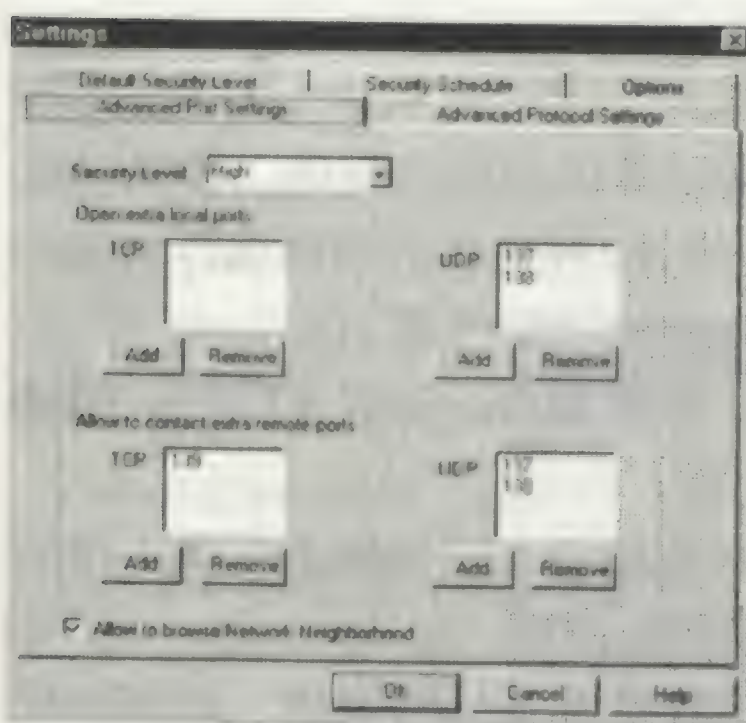 Settings
Default Security Level
Security Schedule
Options
Advanced Port Settings
Advanced Protocol Settings
Security Level High
Open extra local ports
TCP
UDP
137
138
Add
Remove
Add
Remove
Allow to contact extra remote ports
TCP
139
UDP
137
138
Add
Remove
Add
Remove
Allow to browse Network Neighborhood
OK
Cancel
Help